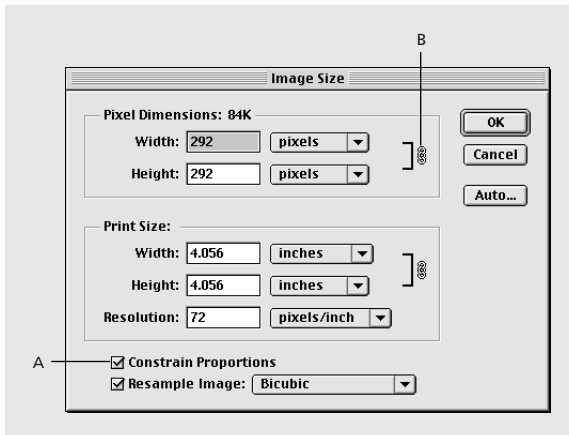 B
Image Size
Pixel Dimensions: 84K
Width: 292 pixels
Height: 292 pixels
OK
Cancel
Auto...
Print Size:
Width: 4.056 inches
Height: 4.056 inches
Resolution: 72 pixels/inch
A
Constrain Proportions
Resample Image: Bicubic